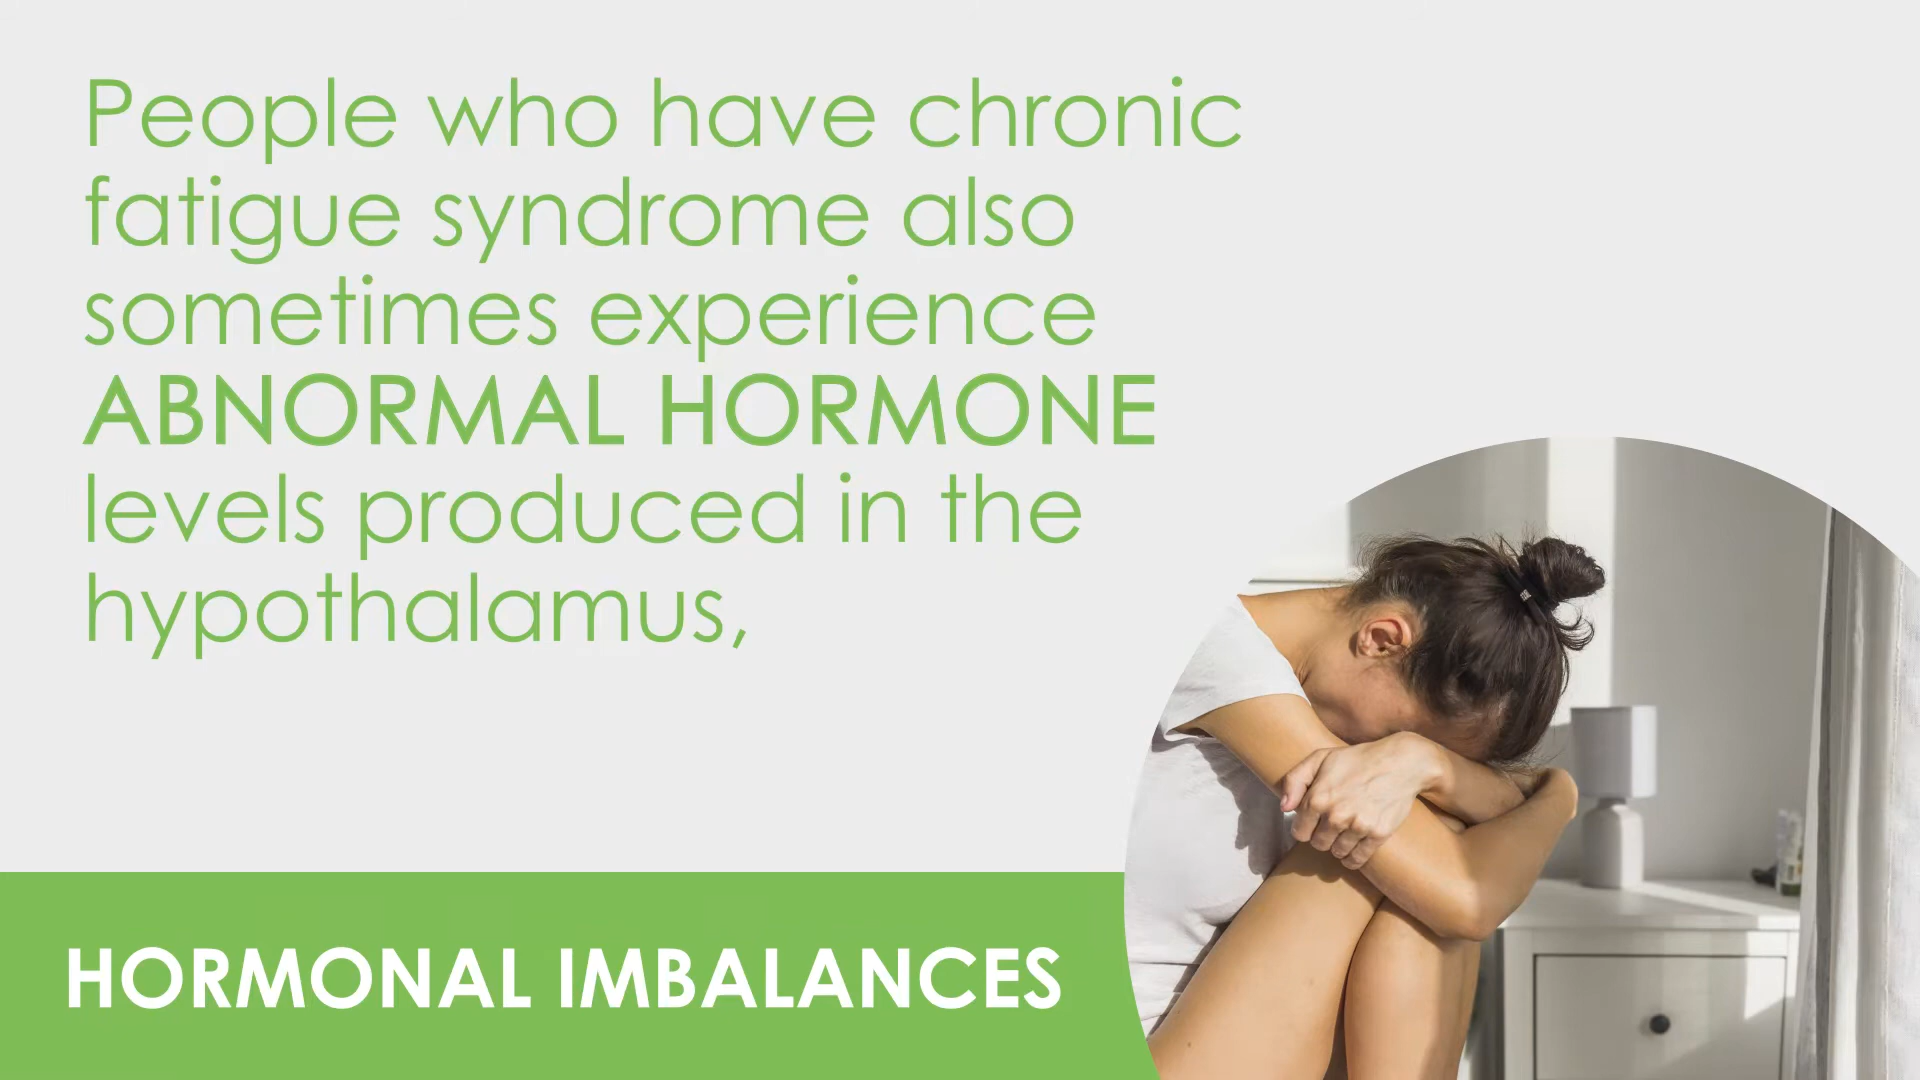 People who have chronic
fatigue syndrome also
sometimes experience
ABNORMAL HORMONE
levels produced in the
hypothalamus,
HORMONAL IMBALANCES